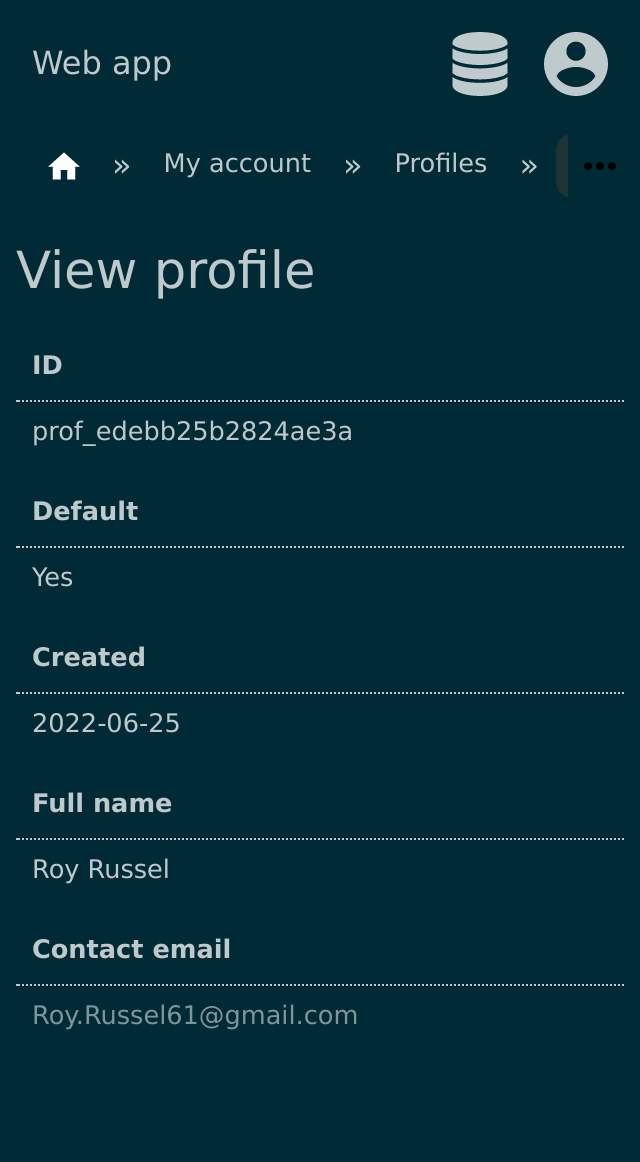 Web app
» My account » Profiles » •••
View profile
ID
prof_edebb25b2824ae3a
Default
Yes
Created
2022-06-25
Full name
Roy Russel
Contact email
Roy.Russel61@gmail.com